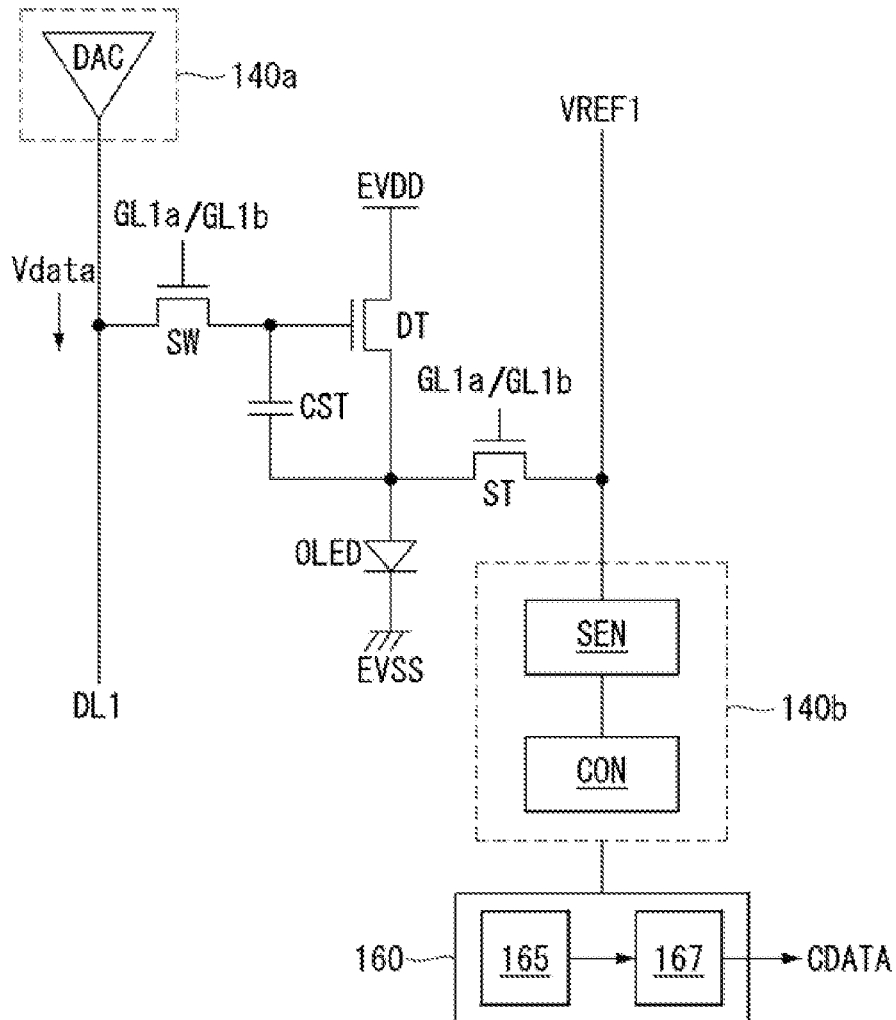 DAC
140a
VREF1
EVDD
GL1a/GL1b
Vdata
SW
DT
GL1a/GL1b
CST
ST
OLED
EVSS
DL1
SEN
140b
CON
160
165
167
CDATA